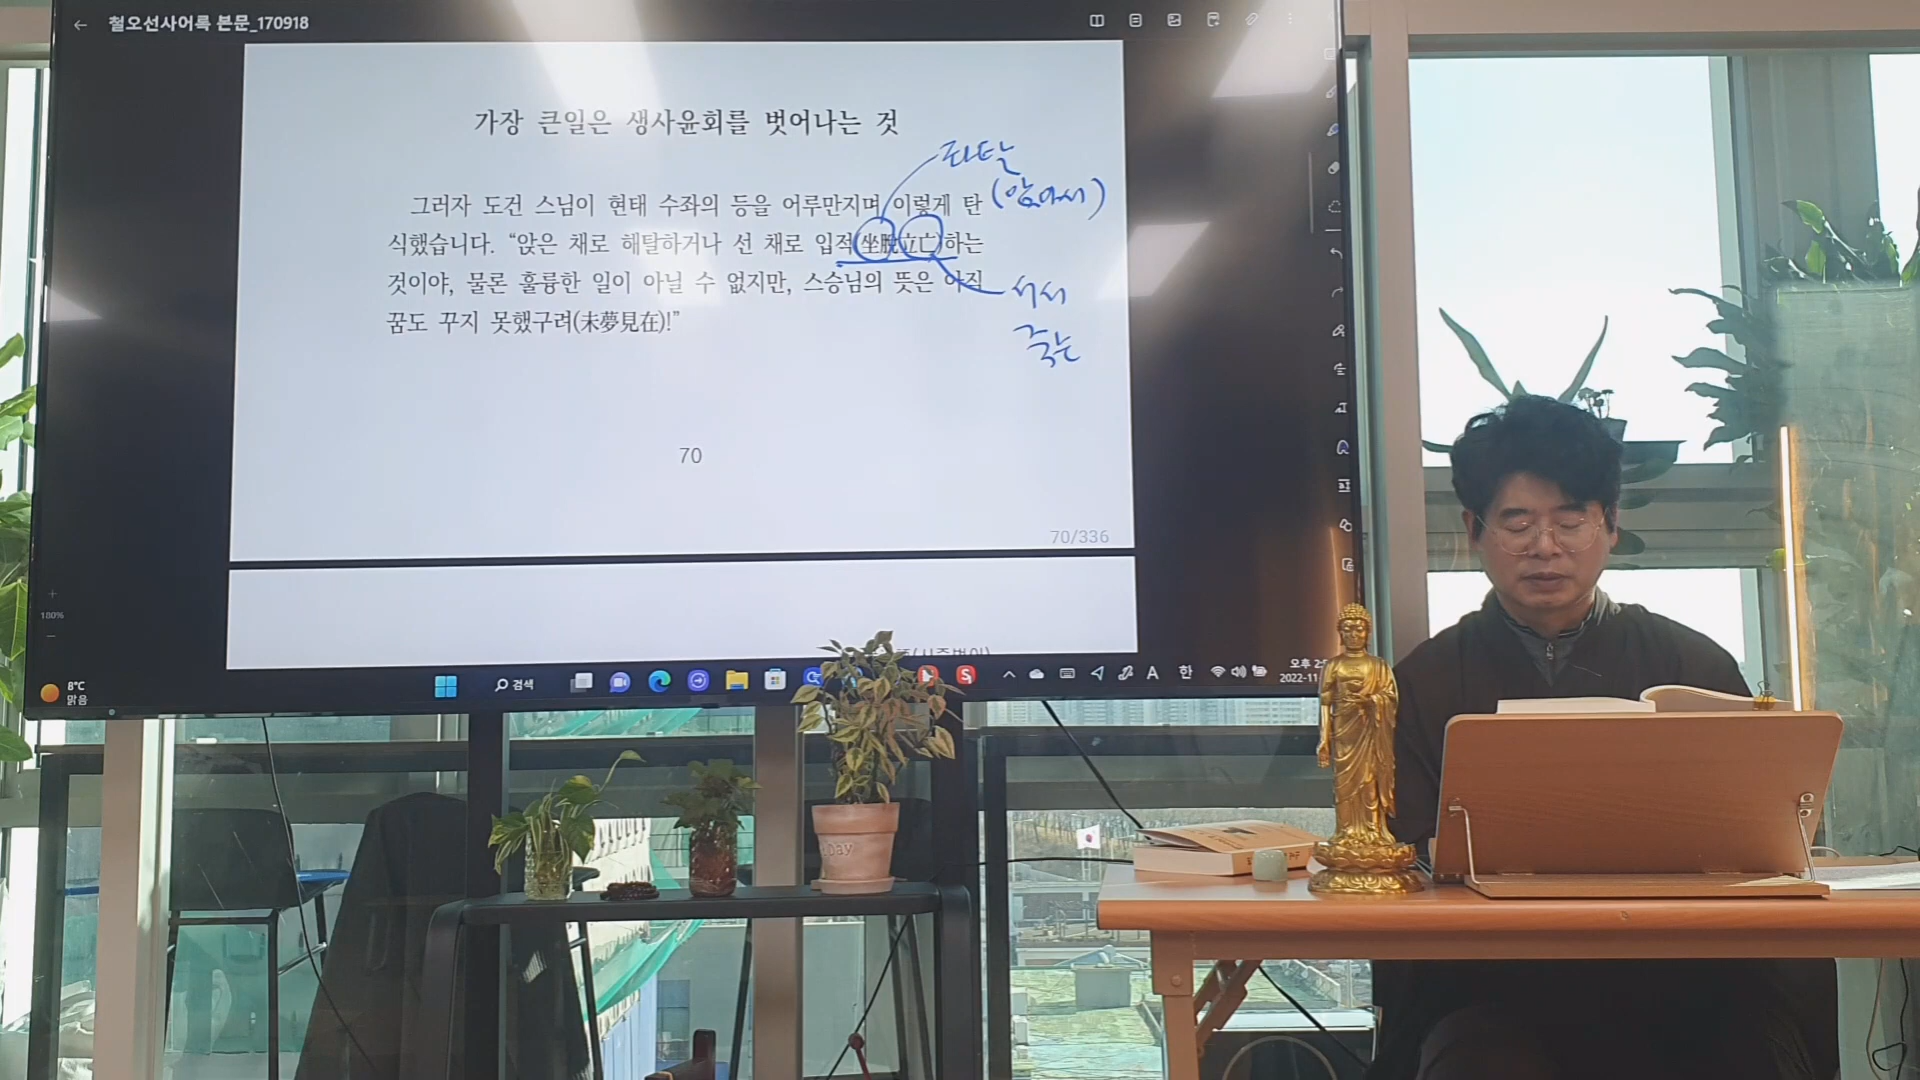 철오선사어록 본문_170918
가장 큰일은 생사윤회를 벗어나는 것
좌탈
(앉아서)
그러자 도건 스님이 현태 수좌의 등을 어루만지며 이렇게 탄
식했습니다. “앉은 채로 해탈하거나 선 채로 입적(坐脫立亡)하는
것이야, 물론 훌륭한 일이 아닐 수 없지만, 스승님의 뜻은 아직
꿈도 꾸지 못했구려(未夢見在)!”
서서
죽는
70
70/336
180%
8°C
맑음
검색
A
한
오후
2022-11